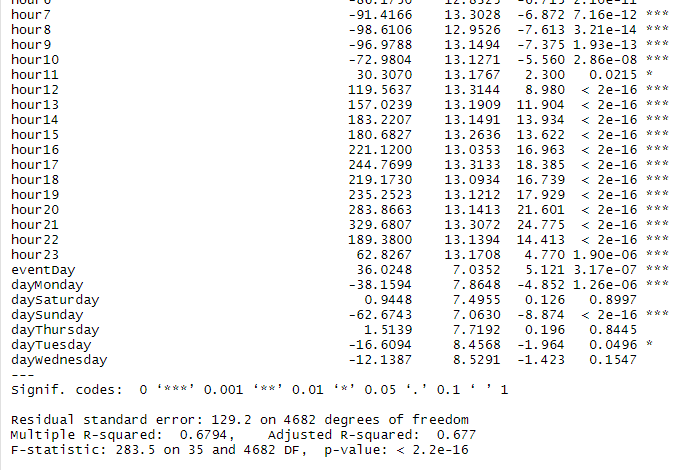 hour7 -91.4166 13.3028 -6.872 7.16e-12 ***
hour8 -98.6106 12.9526 -7.613 3.21e-14 ***
hour9 -96.9788 13.1494 -7.375 1.93e-13 ***
hour10 -72.9804 13.1271 -5.560 2.86e-08 ***
hour11 30.3070 13.1767 2.300 0.0215 *
hour12 119.5637 13.3144 8.980 < 2e-16 ***
hour13 157.0239 13.1909 11.904 < 2e-16 ***
hour14 183.2207 13.1491 13.934 < 2e-16 ***
hour15 180.6827 13.2636 13.622 < 2e-16 ***
hour16 221.1200 13.0353 16.963 < 2e-16 ***
hour17 244.7699 13.3133 18.385 < 2e-16 ***
hour18 219.1730 13.0934 16.739 < 2e-16 ***
hour19 235.2523 13.1212 17.929 < 2e-16 ***
hour20 283.8663 13.1413 21.601 < 2e-16 ***
hour21 329.6807 13.3072 24.775 < 2e-16 ***
hour22 189.3800 13.1394 14.413 < 2e-16 ***
hour23 62.8267 13.1708 4.770 1.90e-06 ***
eventDay 36.0248 7.0352 5.121 3.17e-07 ***
dayMonday -38.1594 7.8648 -4.852 1.26e-06 ***
daySaturday 0.9448 7.4955 0.126 0.8997
daySunday -62.6743 7.0630 -8.874 < 2e-16 ***
dayThursday 1.5139 7.7192 0.196 0.8445
dayTuesday -16.6094 8.4568 -1.964 0.0496 *
dayWednesday -12.1387 8.5291 -1.423 0.1547
---
Signif. codes: 0 ‘***’ 0.001 ‘**’ 0.01 ‘*’ 0.05 ‘.’ 0.1 ‘ ’ 1
Residual standard error: 129.2 on 4682 degrees of freedom
Multiple R-squared: 0.6794, Adjusted R-squared: 0.677
F-statistic: 283.5 on 35 and 4682 DF, p-value: < 2.2e-16